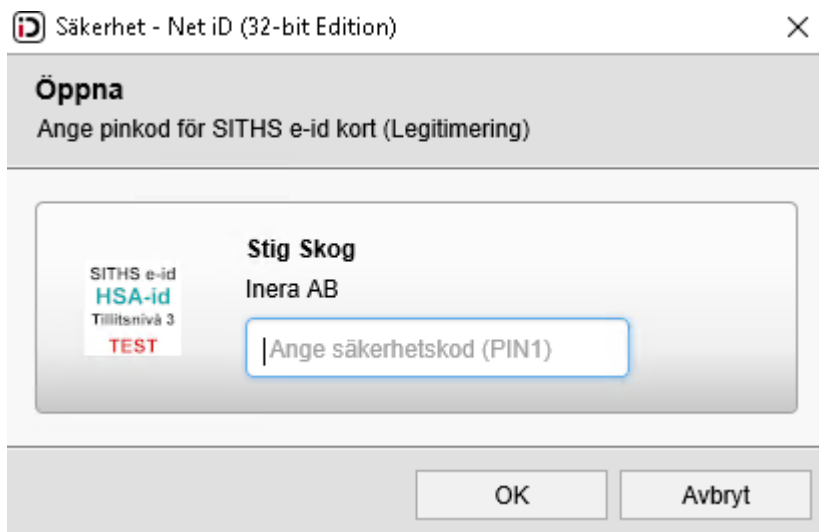 iD Säkerhet - Net iD (32-bit Edition)
Öppna
Ange pinkod för SITHS e-id kort (Legitimering)
SITHS e-id
HSA-id
Tillitsnivå 3
TEST
Stig Skog
Inera AB
Ange säkerhetskod (PIN1)
OK
Avbryt